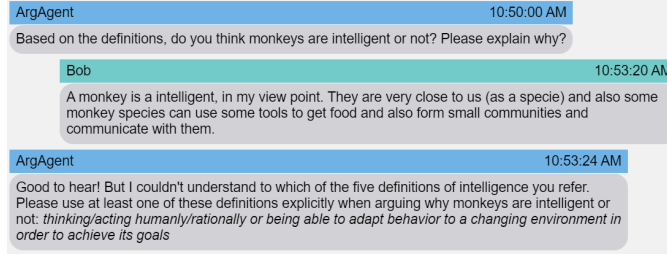 ArgAgent 10:50:00 AM
Based on the definitions, do you think monkeys are intelligent or not? Please explain why?
Bob 10:53:20 AM
A monkey is a intelligent, in my view point. They are very close to us (as a specie) and also some
monkey species can use some tools to get food and also form small communities and
communicate with them.
ArgAgent 10:53:24 AM
Good to hear! But I couldn't understand to which of the five definitions of intelligence you refer.
Please use at least one of these definitions explicitly when arguing why monkeys are intelligent or
not: thinking/acting humanly/rationally or being able to adapt behavior to a changing environment in
order to achieve its goals